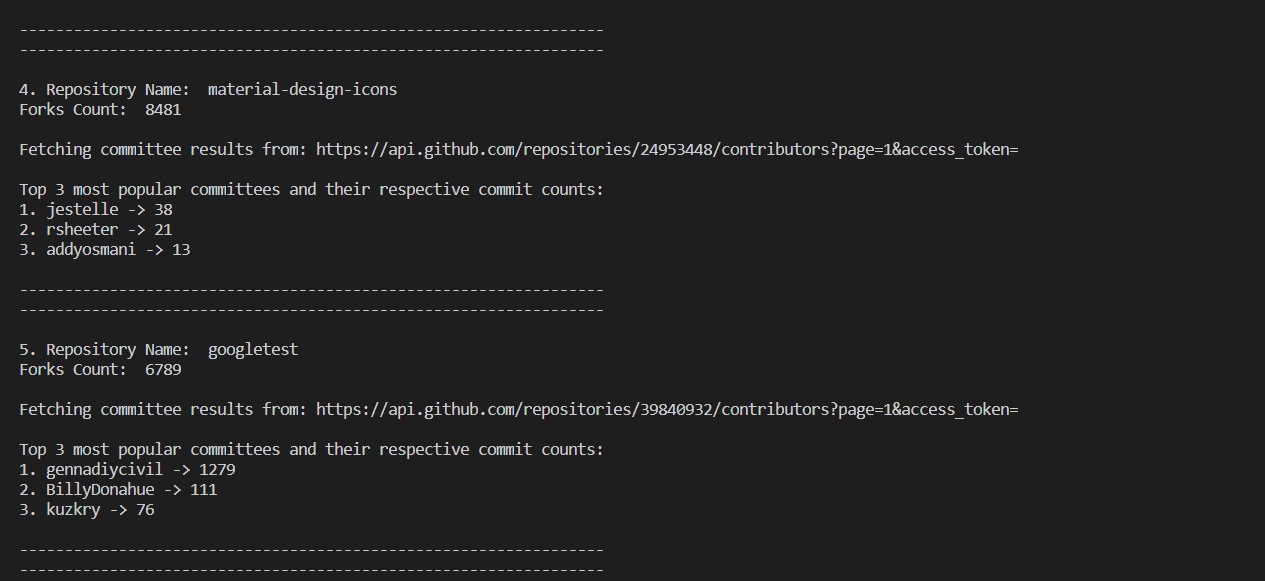 -----------------------------------------------------------------
-----------------------------------------------------------------
4. Repository Name:  material-design-icons
Forks Count:  8481
Fetching committee results from: https://api.github.com/repositories/24953448/contributors?page=1&access_token=
Top 3 most popular committees and their respective commit counts:
1. jestelle -> 38
2. rsheeter -> 21
3. addyosmani -> 13
-----------------------------------------------------------------
-----------------------------------------------------------------
5. Repository Name:  googletest
Forks Count:  6789
Fetching committee results from: https://api.github.com/repositories/39840932/contributors?page=1&access_token=
Top 3 most popular committees and their respective commit counts:
1. gennadiycivil -> 1279
2. BillyDonahue -> 111
3. kuzkry -> 76
-----------------------------------------------------------------
-----------------------------------------------------------------